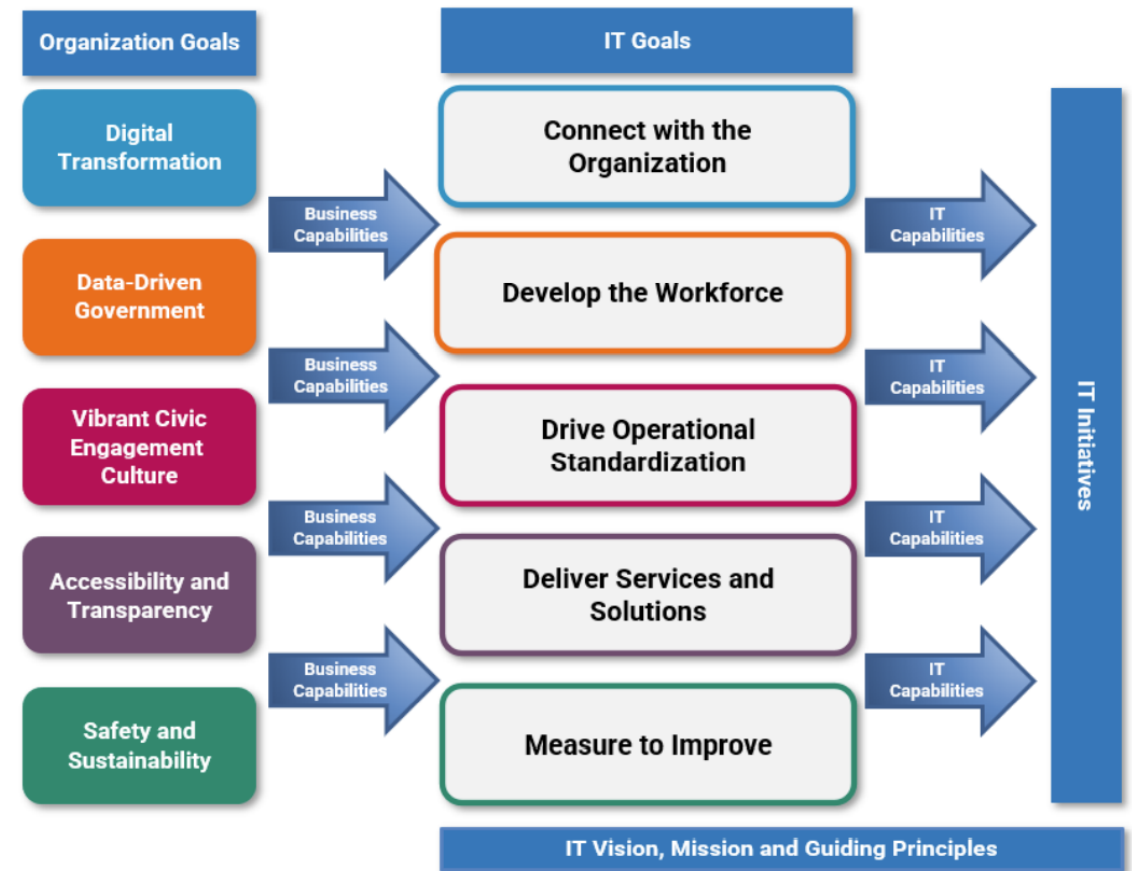 Organization Goals
IT Goals
Digital
Transformation
Connect with the
Organization
Business
Capabilities
IT
Capabilities
Data-Driven
Government
Develop the Workforce
Business
Capabilities
IT
Capabilities
Vibrant Civic
Engagement
Culture
Drive Operational
Standardization
IT Initiatives
Business
Capabilities
IT
Capabilities
Accessibility and
Transparency
Deliver Services and
Solutions
Business
Capabilities
IT
Capabilities
Safety and
Sustainability
Measure to Improve
IT Vision, Mission and Guiding Principles